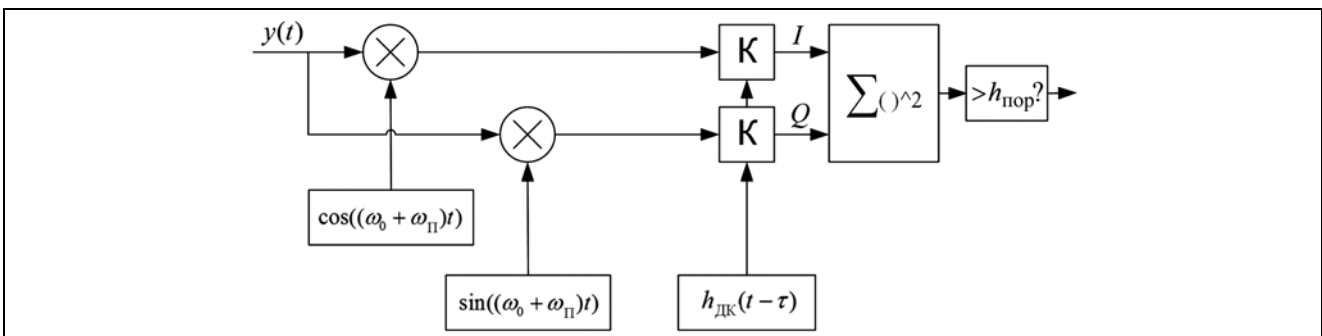 y(t)
K
I
∑( )^2
>hпор?
K
Q
cos((ω₀ + ωП)t)
sin((ω₀ + ωП)t)
hДК(t − τ)